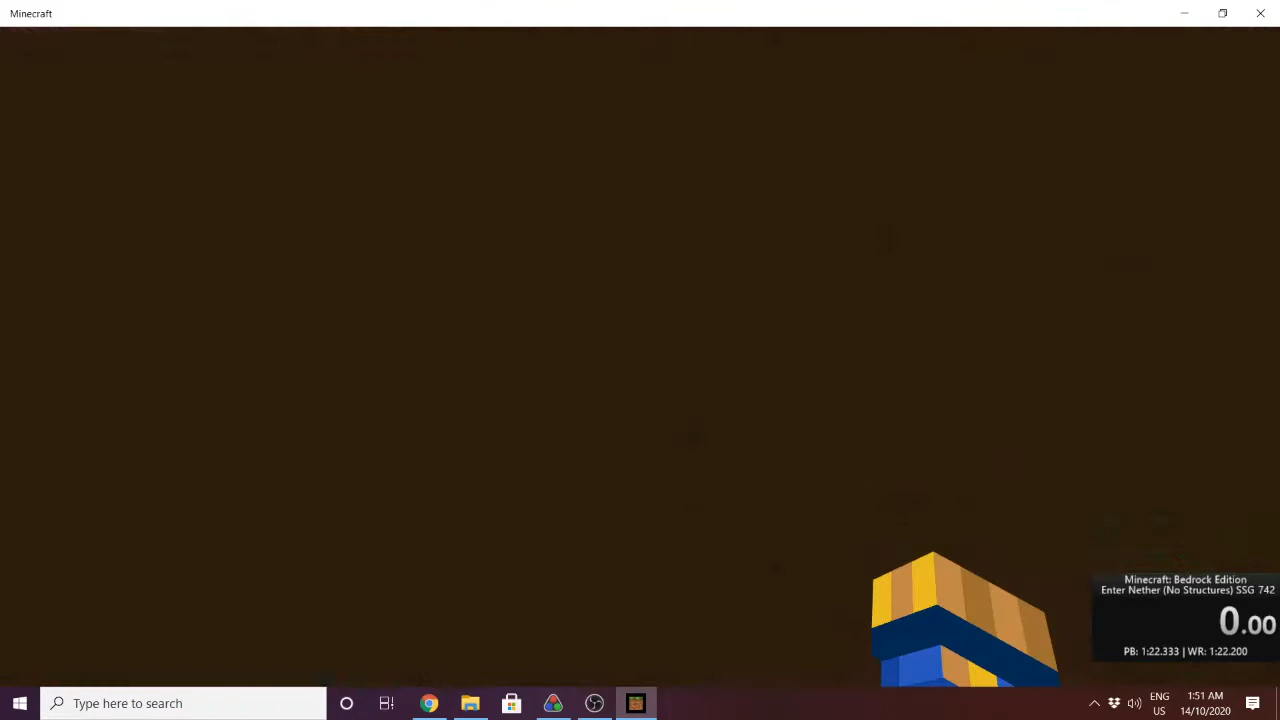 Minecraft
Minecraft: Bedrock Edition
Enter Nether (No Structures) SSG 742
0.00
PB: 1:22.333 | WR: 1:22.200
Type here to search
ENG
US
1:51 AM
14/10/2020